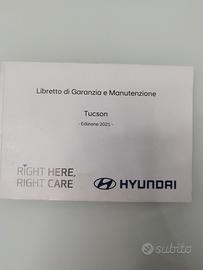 Libretto di Garanzia e Manutenzione
Tucson
- Edizione 2021 -
RIGHT HERE,
RIGHT CARE
HYUNDAI
subito